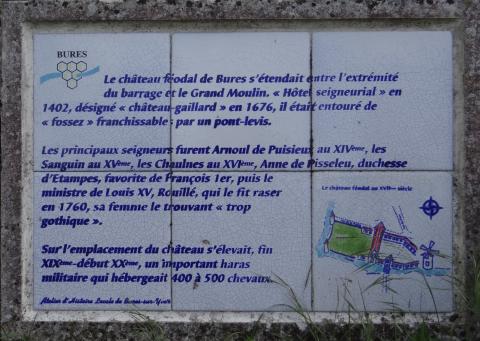 BURES
Le château féodal de Bures s'étendait entre l'extrémité
du barrage et le Grand Moulin. « Hôtel seigneurial » en
1402, désigné « château-gaillard » en 1676, il était entouré de
« fossez » franchissable par un pont-levis.
Les principaux seigneurs furent Arnoul de Puisieux au XIVème, les
Sanguin au XVème, les Chaulnes au XVIème, Anne de Pisseleu, duchesse
d'Etampes, favorite de François 1er, puis le
ministre de Louis XV, Rouillé, qui le fit raser
en 1760, sa femme le trouvant « trop
gothique ».
Le château féodal au XVIIème siècle
Sur l'emplacement du château s'élevait, fin
XIXème-début XXème, un important haras
militaire qui hébergeait 400 à 500 chevaux.
Atelier d'Histoire Locale de Bures-sur-Yvette